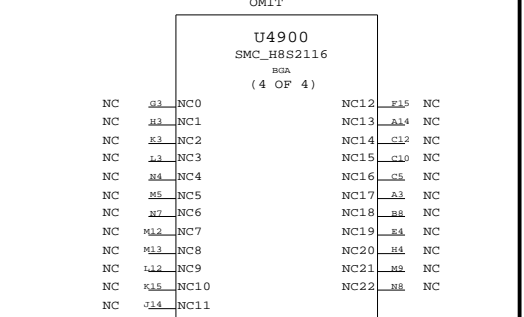 OMIT
U4900
SMC_H8S2116
BGA
(4 OF 4)
NC G3 NC0 NC12 F15 NC
NC H3 NC1 NC13 A14 NC
NC K3 NC2 NC14 C12 NC
NC L3 NC3 NC15 C10 NC
NC N4 NC4 NC16 C5 NC
NC M5 NC5 NC17 A3 NC
NC N7 NC6 NC18 B8 NC
NC M12 NC7 NC19 E4 NC
NC M13 NC8 NC20 H4 NC
NC L12 NC9 NC21 M9 NC
NC K15 NC10 NC22 N8 NC
NC J14 NC11